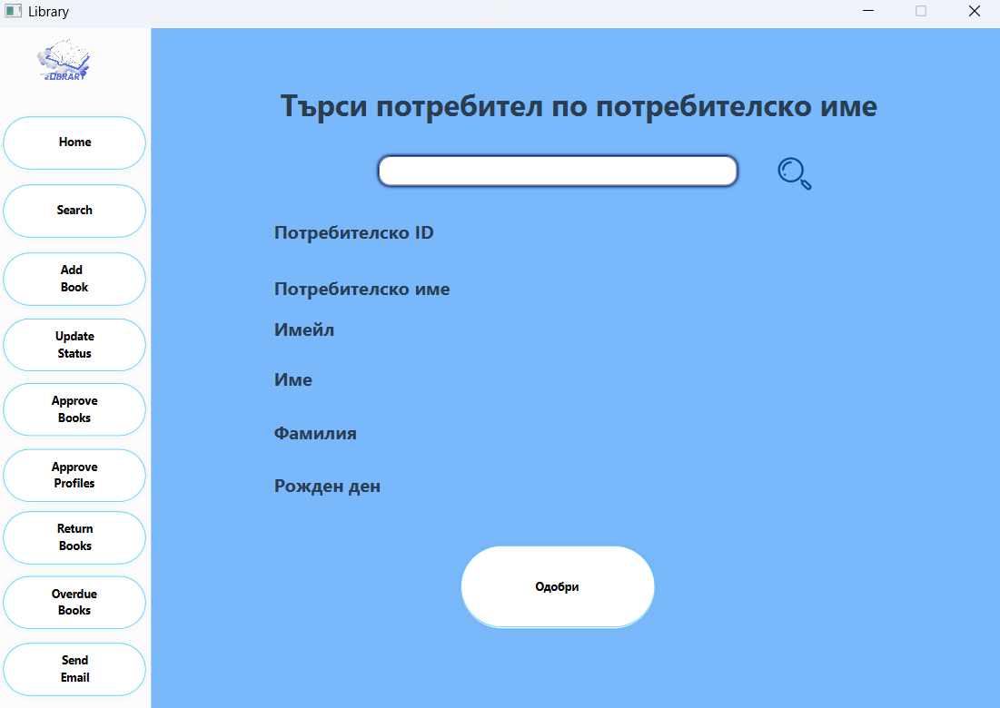 Library
eLIBRARY
Home
Search
Add
Book
Update
Status
Approve
Books
Approve
Profiles
Return
Books
Overdue
Books
Send
Email
Търси потребител по потребителско име
Потребителско ID
Потребителско име
Имейл
Име
Фамилия
Рожден ден
Одобри